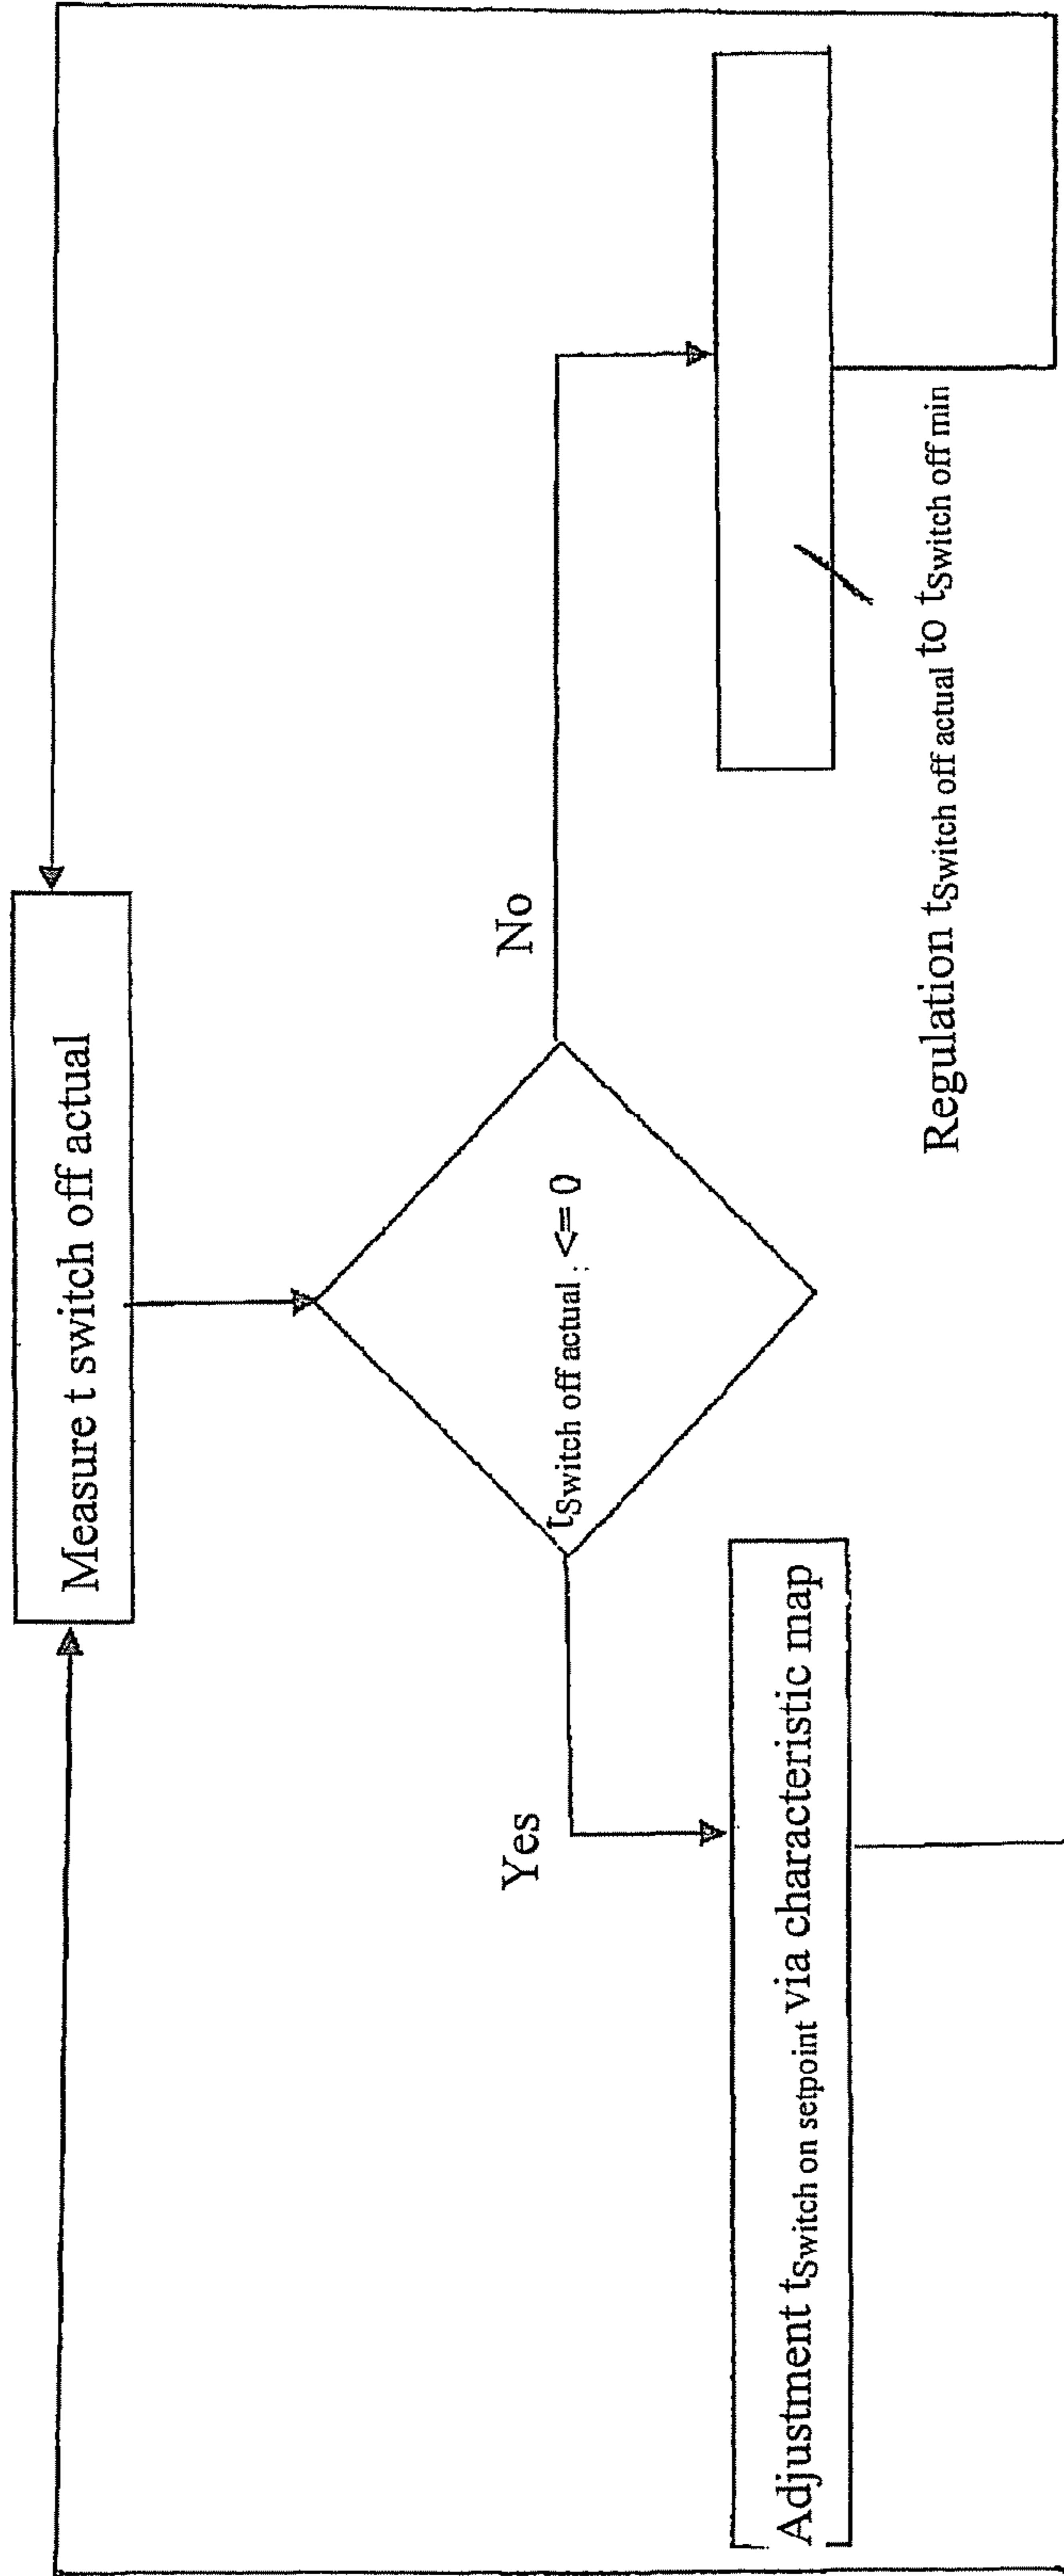 Measure t switch off actual
tSwitch off actual <= 0
Yes
No
Adjustment tSwitch on setpoint via characteristic map
Regulation tSwitch off actual to tSwitch off min